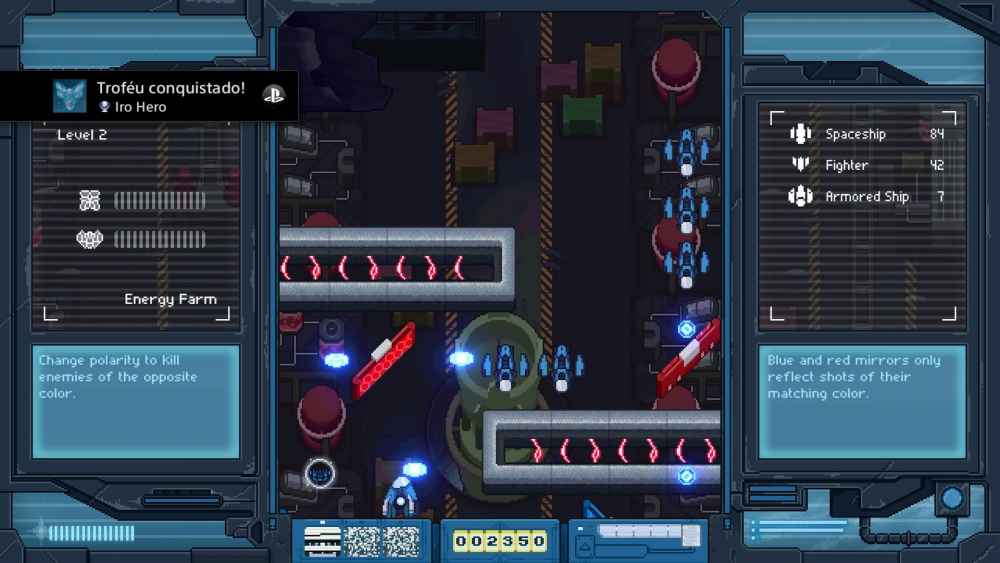 Troféu conquistado!
Iro Hero
Level 2
Energy Farm
Change polarity to kill
enemies of the opposite
color.
Spaceship 84
Fighter 42
Armored Ship 7
Blue and red mirrors only
reflect shots of their
matching color.
002350